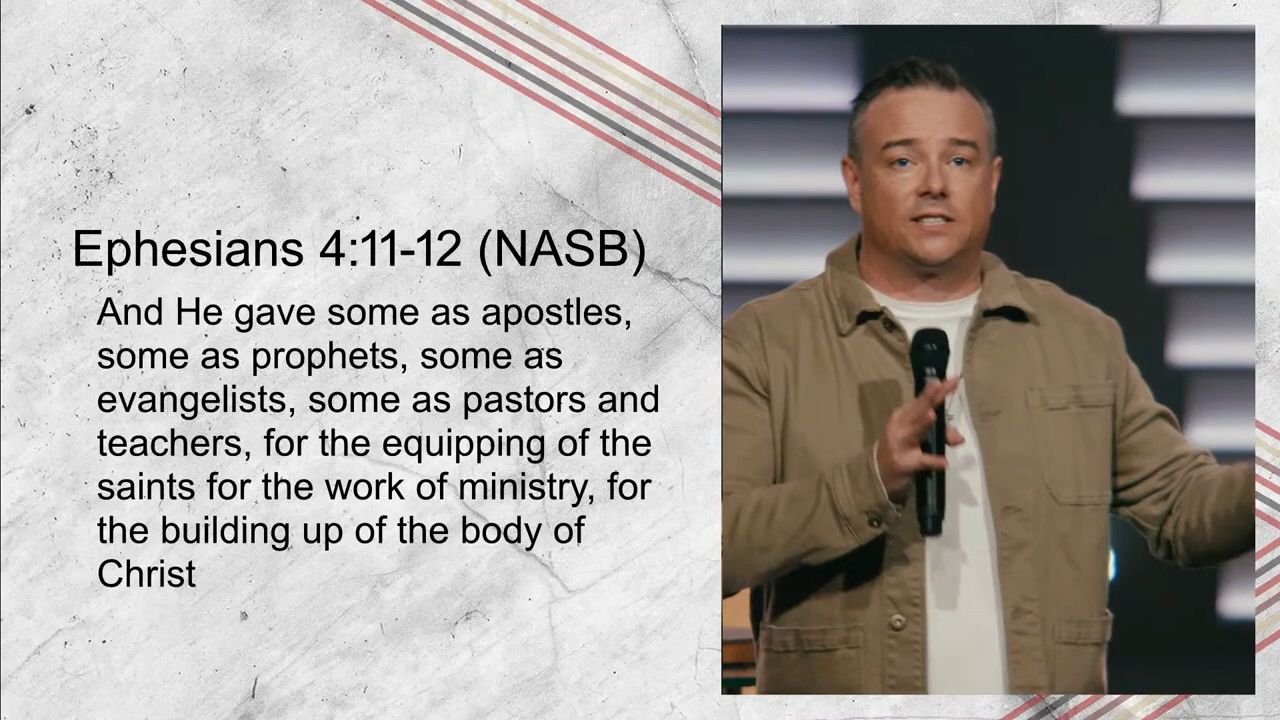 Ephesians 4:11-12 (NASB)
And He gave some as apostles,
some as prophets, some as
evangelists, some as pastors and
teachers, for the equipping of the
saints for the work of ministry, for
the building up of the body of
Christ